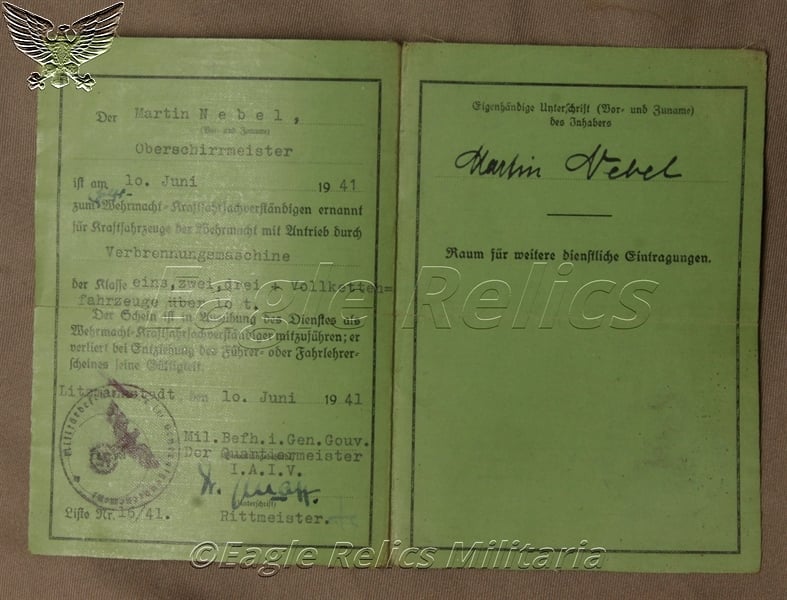 Der Martin Nebel,
(Vor- und Zuname)
Oberschirrmeister
ist am 10. Juni 1941
zum Wehrmacht-Kraftfahrsachverständigen ernannt
für Kraftfahrzeuge der Wehrmacht mit Antrieb durch
Verbrennungsmaschine
der Klasse eins,zwei,drei + Vollketten=
fahrzeuge über 10 t.
Der Schein ist in Ausübung des Dienstes als
Wehrmacht-Kraftfahrsachverständiger mitzuführen; er
verliert bei Entziehung des Führer- oder Fahrlehrer-
scheines seine Gültigkeit.
Litzmannstadt den 10. Juni 1941
Mil.Befh.i.Gen.Gouv.
Der Quartiermeister
I.A.I.V.
(Unterschrift)
Liste Nr. 16/41. Rittmeister.
Eigenhändige Unterschrift (Vor- und Zuname)
des Inhabers
Martin Nebel
Raum für weitere dienstliche Eintragungen.
Eagle Relics
©Eagle Relics Militaria